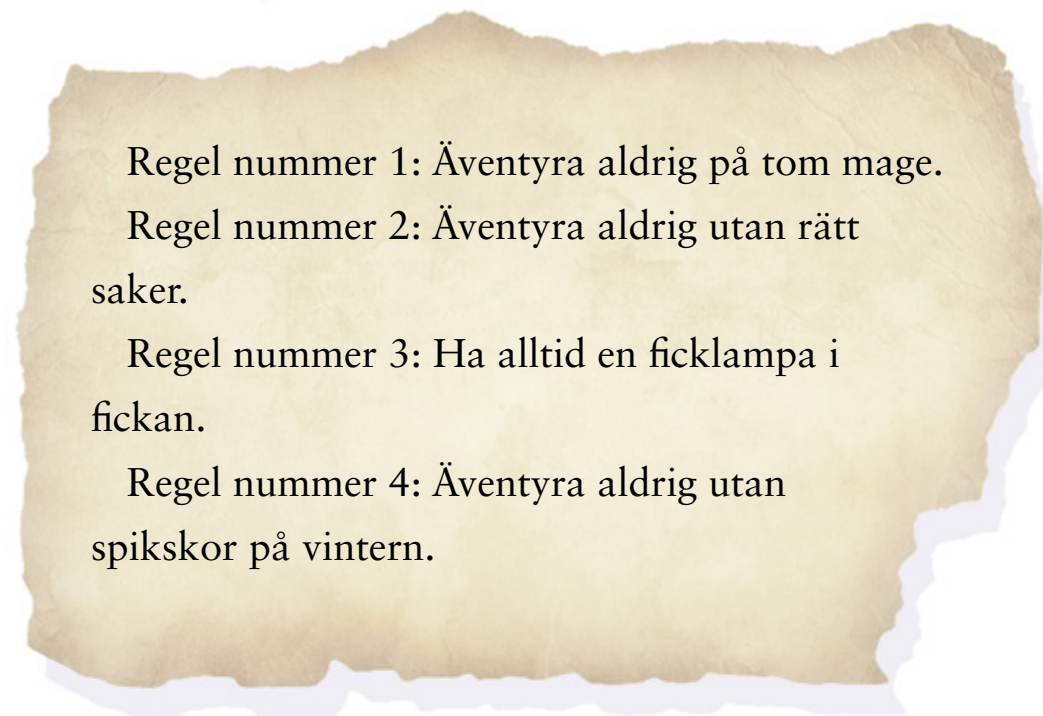 Regel nummer 1: Äventyra aldrig på tom mage.
Regel nummer 2: Äventyra aldrig utan rätt
saker.
Regel nummer 3: Ha alltid en ficklampa i
fickan.
Regel nummer 4: Äventyra aldrig utan
spikskor på vintern.